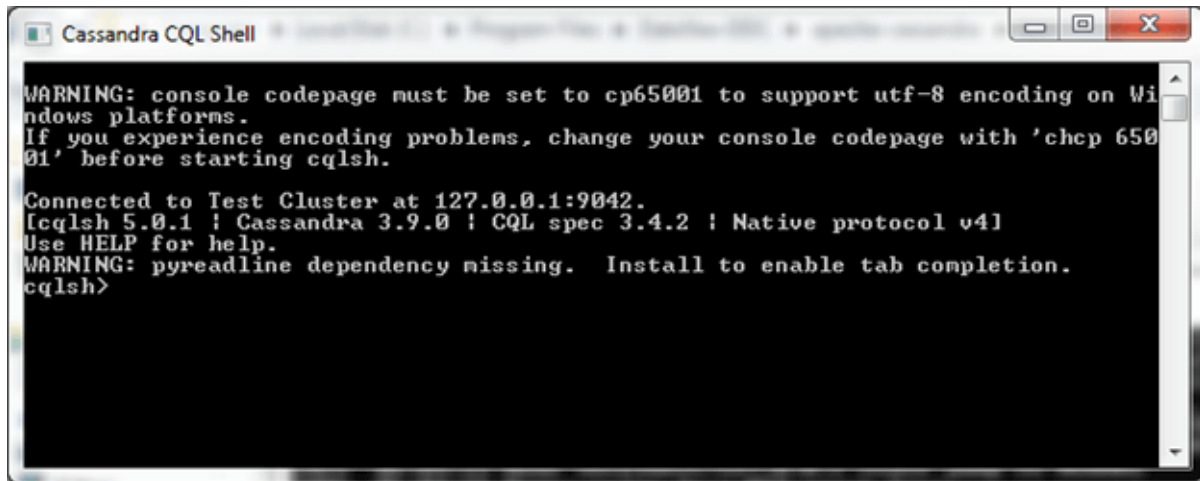 Cassandra CQL Shell
WARNING: console codepage must be set to cp65001 to support utf-8 encoding on Wi
ndows platforms.
If you experience encoding problems, change your console codepage with 'chcp 650
01' before starting cqlsh.
Connected to Test Cluster at 127.0.0.1:9042.
[cqlsh 5.0.1 | Cassandra 3.9.0 | CQL spec 3.4.2 | Native protocol v4]
Use HELP for help.
WARNING: pyreadline dependency missing.  Install to enable tab completion.
cqlsh>